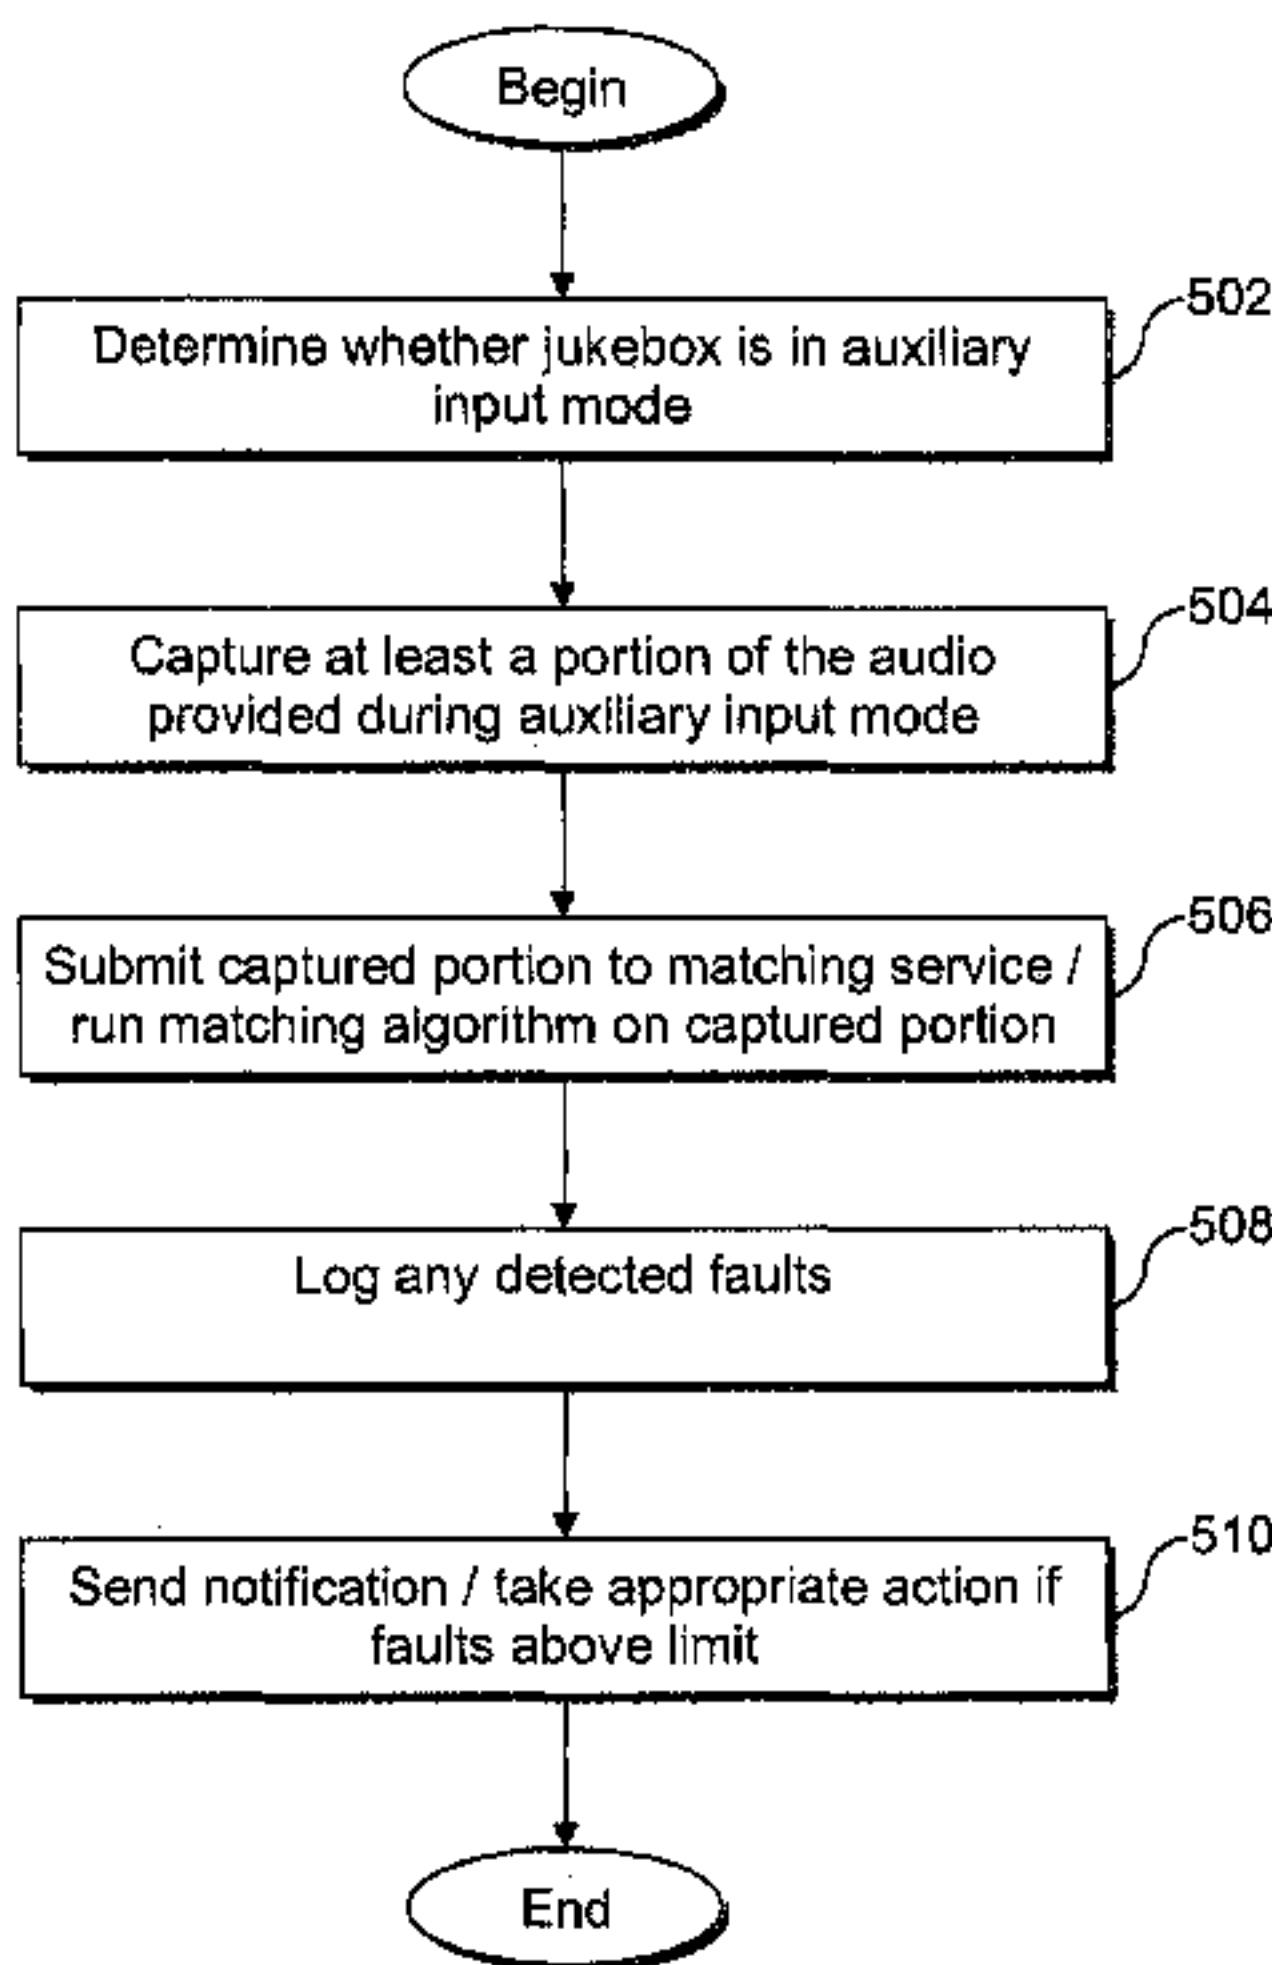 Begin
502
Determine whether jukebox is in auxiliary
input mode
504
Capture at least a portion of the audio
provided during auxiliary input mode
506
Submit captured portion to matching service /
run matching algorithm on captured portion
508
Log any detected faults
510
Send notification / take appropriate action if
faults above limit
End